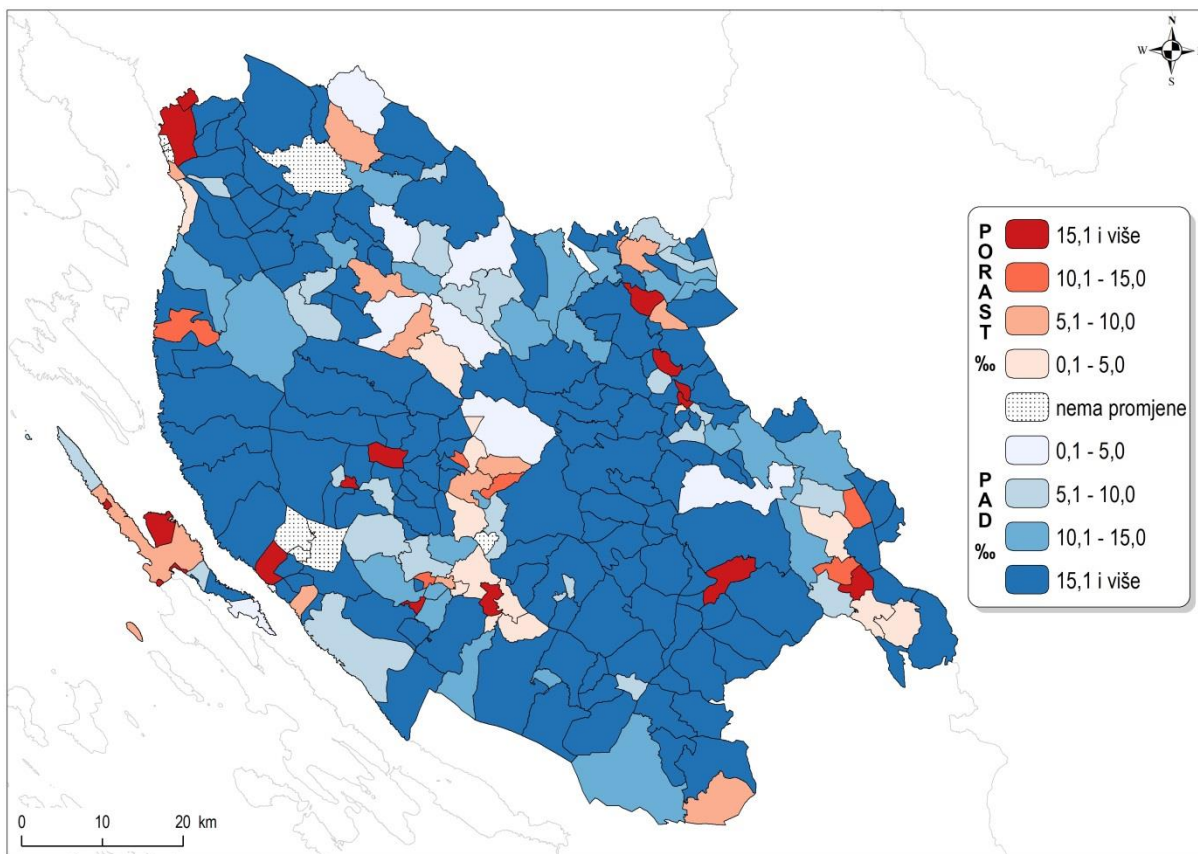 N
W
S
P
O
R
A
S
T
‰
15,1 i više
10,1 - 15,0
5,1 - 10,0
0,1 - 5,0
nema promjene
P
A
D
‰
0,1 - 5,0
5,1 - 10,0
10,1 - 15,0
15,1 i više
0 10 20 km